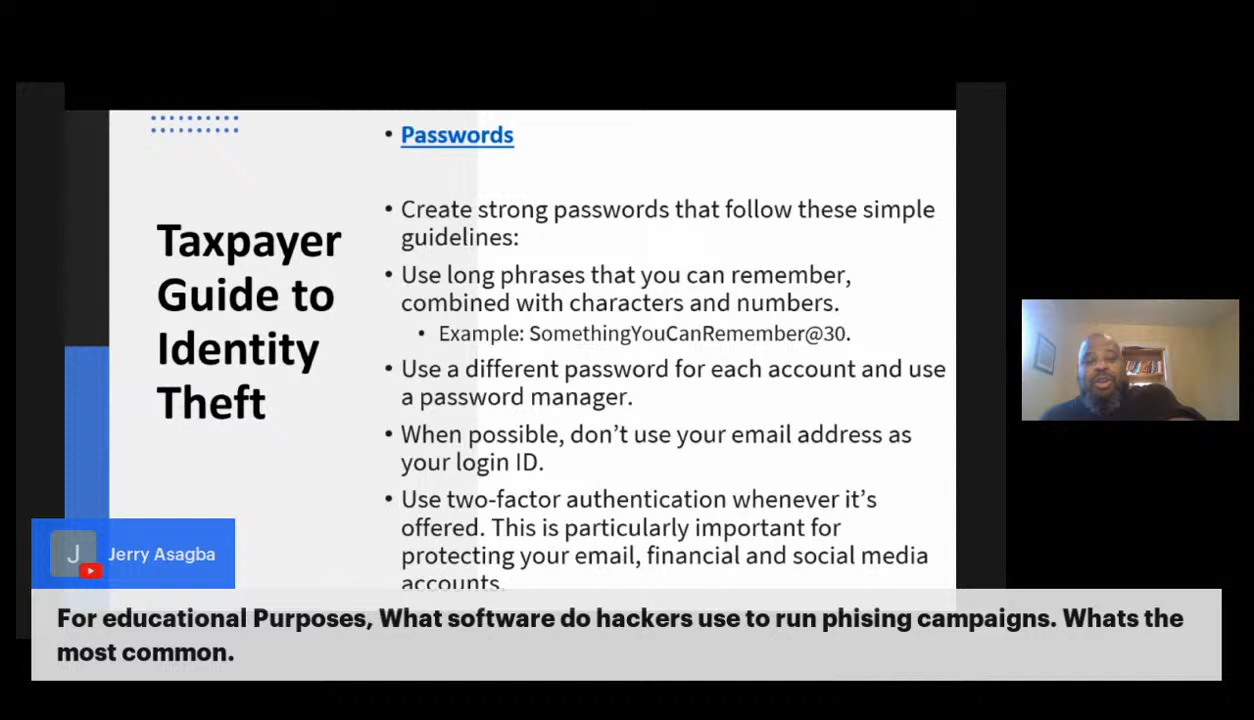 Taxpayer
Guide to
Identity
Theft
• Passwords
• Create strong passwords that follow these simple
guidelines:
• Use long phrases that you can remember,
combined with characters and numbers.
• Example: SomethingYouCanRemember@30.
• Use a different password for each account and use
a password manager.
• When possible, don't use your email address as
your login ID.
• Use two-factor authentication whenever it's
offered. This is particularly important for
protecting your email, financial and social media
accounts.
J
Jerry Asagba
For educational Purposes, What software do hackers use to run phising campaigns. Whats the
most common.